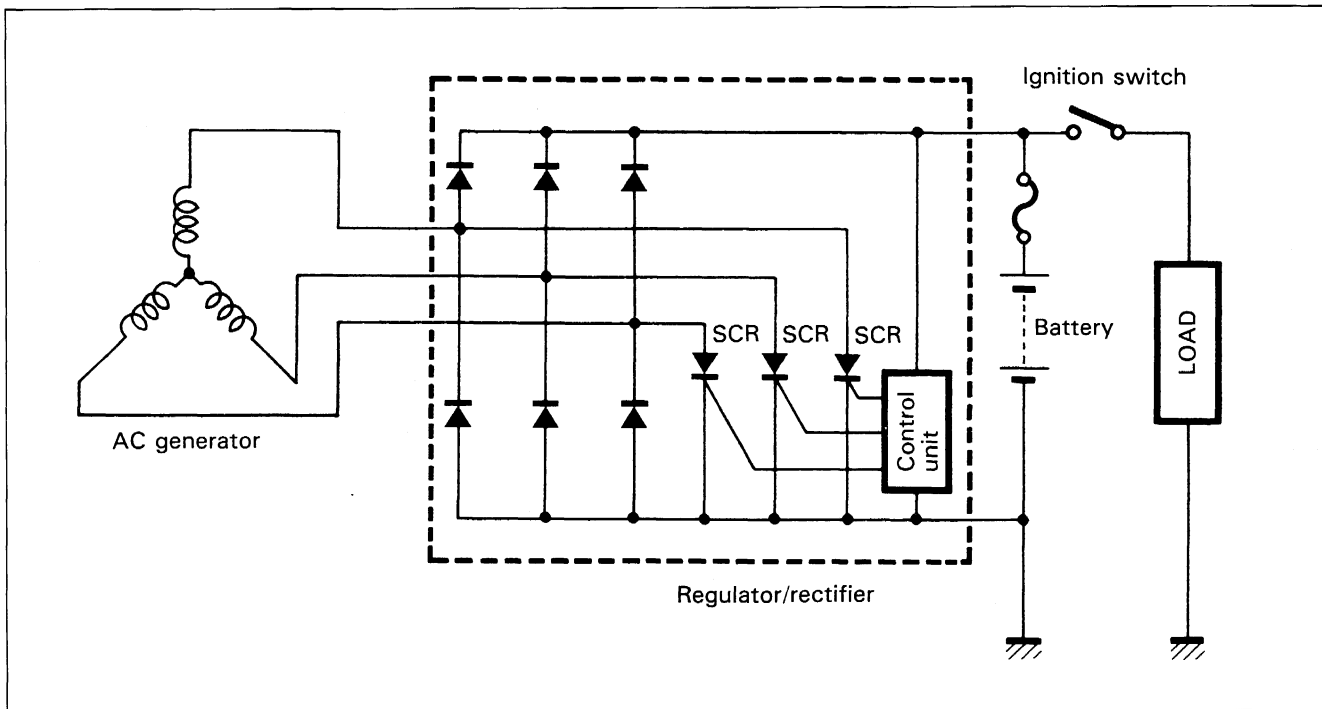 Ignition switch
SCR SCR SCR
Battery
LOAD
Control
unit
AC generator
Regulator/rectifier